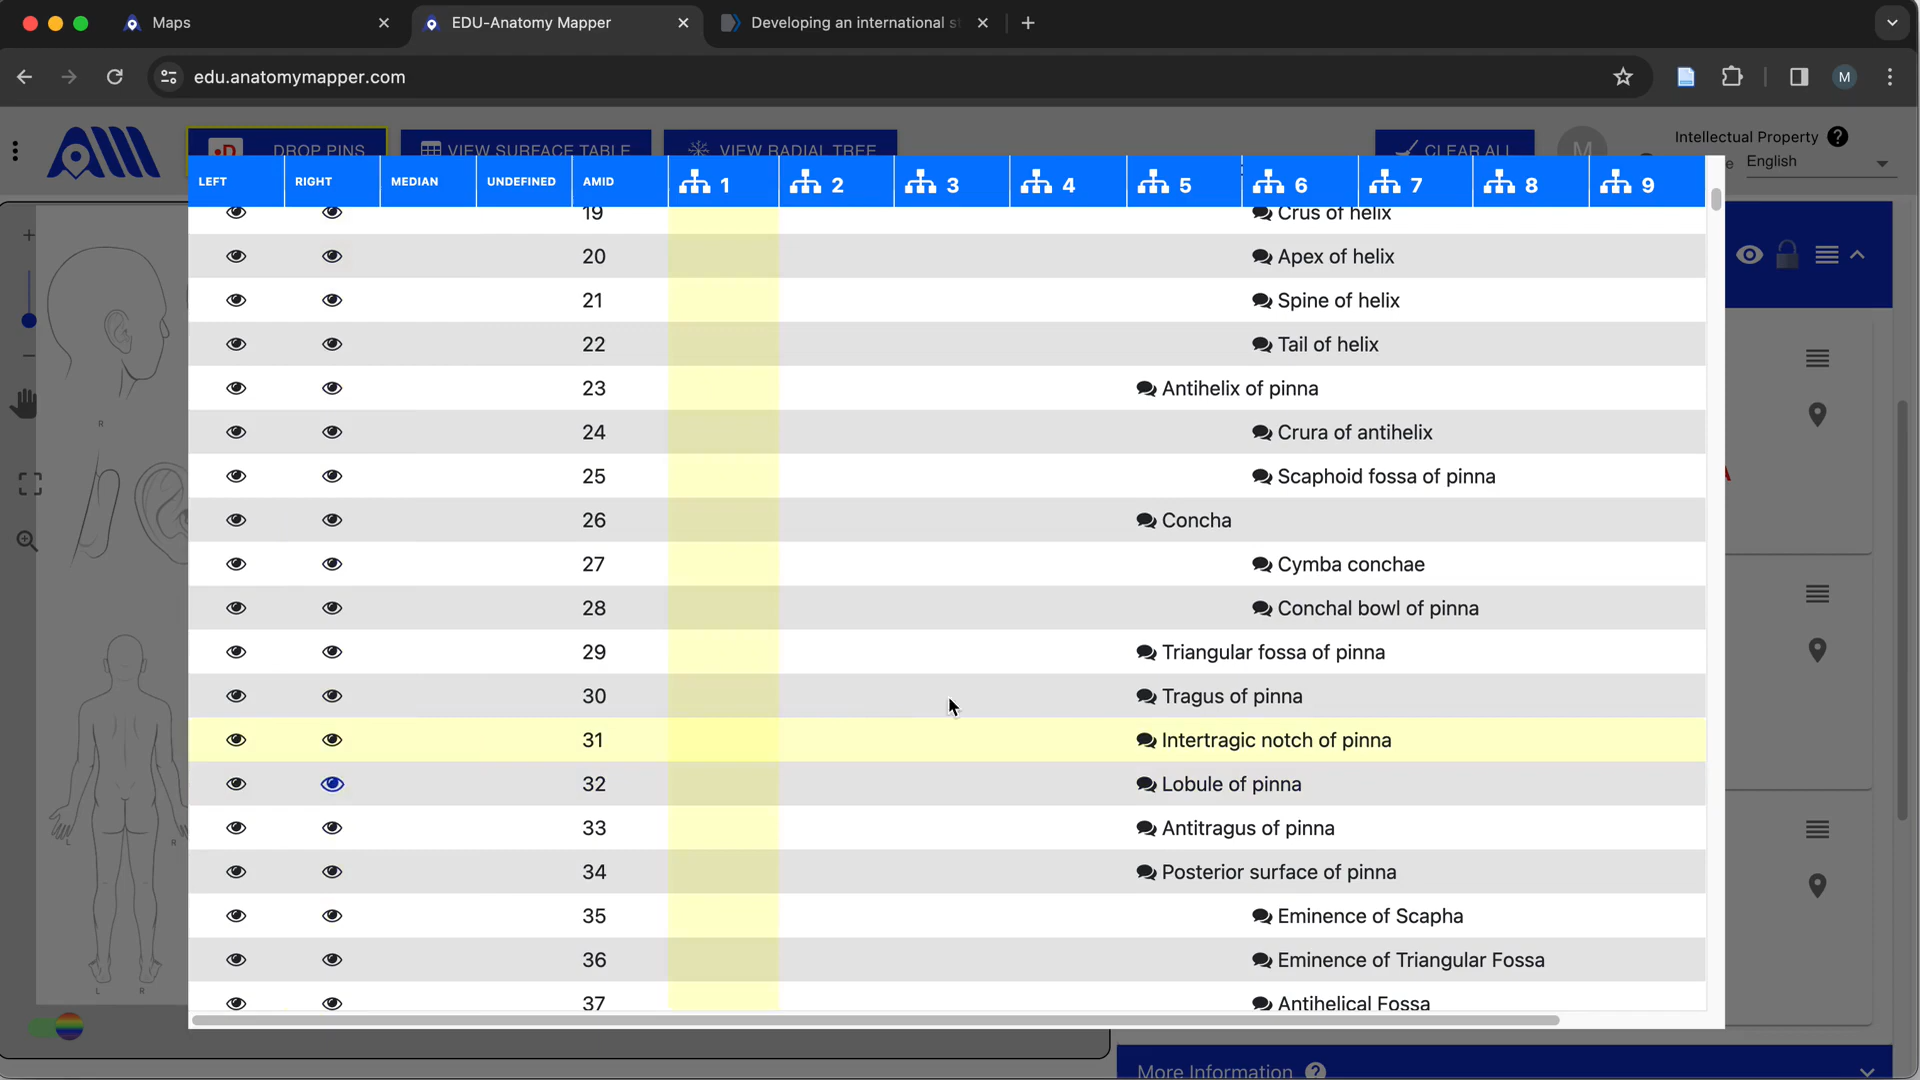 Maps
EDU-Anatomy Mapper
Developing an international s
edu.anatomymapper.com
M
DROP PINS
VIEW SURFACE TABLE
VIEW RADIAL TREE
CLEAR ALL
M
Intellectual Property
English
LEFT RIGHT MEDIAN UNDEFINED AMID 1 2 3 4 5 6 7 8 9
19 Crus of helix
20 Apex of helix
21 Spine of helix
22 Tail of helix
23 Antihelix of pinna
24 Crura of antihelix
25 Scaphoid fossa of pinna
26 Concha
27 Cymba conchae
28 Conchal bowl of pinna
29 Triangular fossa of pinna
30 Tragus of pinna
31 Intertragic notch of pinna
32 Lobule of pinna
33 Antitragus of pinna
34 Posterior surface of pinna
35 Eminence of Scapha
36 Eminence of Triangular Fossa
37 Antihelical Fossa
R
L R
L R
More Information